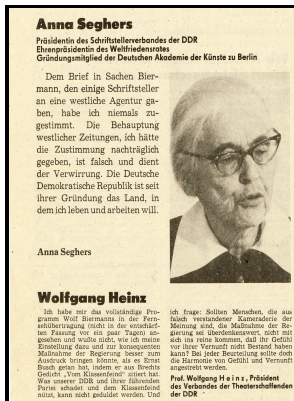 Anna Seghers
Präsidentin des Schriftstellerverbandes der DDR
Ehrenpräsidentin des Weltfriedensrates
Gründungsmitglied der Deutschen Akademie der Künste zu Berlin
Dem Brief in Sachen Bier-
mann, den einige Schriftsteller
an eine westliche Agentur ga-
ben, habe ich niemals zu-
gestimmt. Die Behauptung
westlicher Zeitungen, ich hätte
die Zustimmung nachträglich
gegeben, ist falsch und dient
der Verwirrung. Die Deutsche
Demokratische Republik ist seit
ihrer Gründung das Land, in
dem ich leben und arbeiten will.
Anna Seghers
Wolfgang Heinz
Ich habe mir das vollständige Pro-
gramm Wolf Biermanns in der Fern-
sehübertragung (nicht in der entschärf-
ten Fassung vor ein paar Tagen) an-
gesehen und wußte nicht, wie ich meine
Einstellung dazu und zur konsequenten
Maßnahme der Regierung besser zum
Ausdruck bringen könnte, als es Ernst
Busch getan hat, indem er aus Brechts
Gedicht „Vom Klassenfeind" zitiert hat.
Was unserer DDR und ihrer führenden
Partei schadet und dem Klassenfeind
nützt, kann nicht geduldet werden. Und
ich frage: Sollten Menschen, die aus
falsch verstandener Kameraderie der
Meinung sind, die Maßnahme der Re-
gierung sei überdenkenswert, nicht mit
sich ins reine kommen, daß ihr Gefühl
vor ihrer Vernunft nicht Bestand haben
kann? Bei jeder Beurteilung sollte doch
die Harmonie von Gefühl und Vernunft
angestrebt werden.
Prof. Wolfgang Heinz, Präsident
des Verbandes der Theaterschaffenden
der DDR